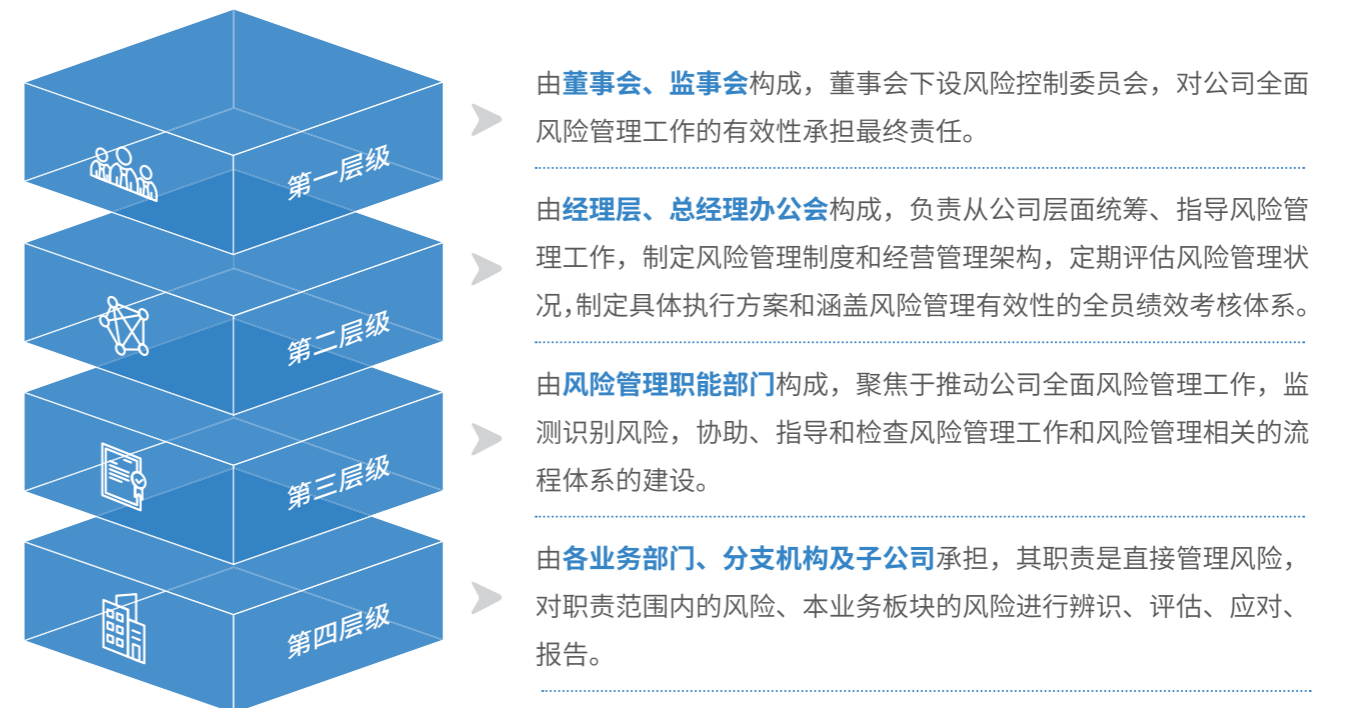 第一层级
由董事会、监事会构成，董事会下设风险控制委员会，对公司全面
风险管理工作的有效性承担最终责任。
第二层级
由经理层、总经理办公会构成，负责从公司层面统筹、指导风险管
理工作，制定风险管理制度和经营管理架构，定期评估风险管理状
况，制定具体执行方案和涵盖风险管理有效性的全员绩效考核体系。
第三层级
由风险管理职能部门构成，聚焦于推动公司全面风险管理工作，监
测识别风险，协助、指导和检查风险管理工作和风险管理相关的流
程体系的建设。
第四层级
由各业务部门、分支机构及子公司承担，其职责是直接管理风险，
对职责范围内的风险、本业务板块的风险进行辨识、评估、应对、
报告。